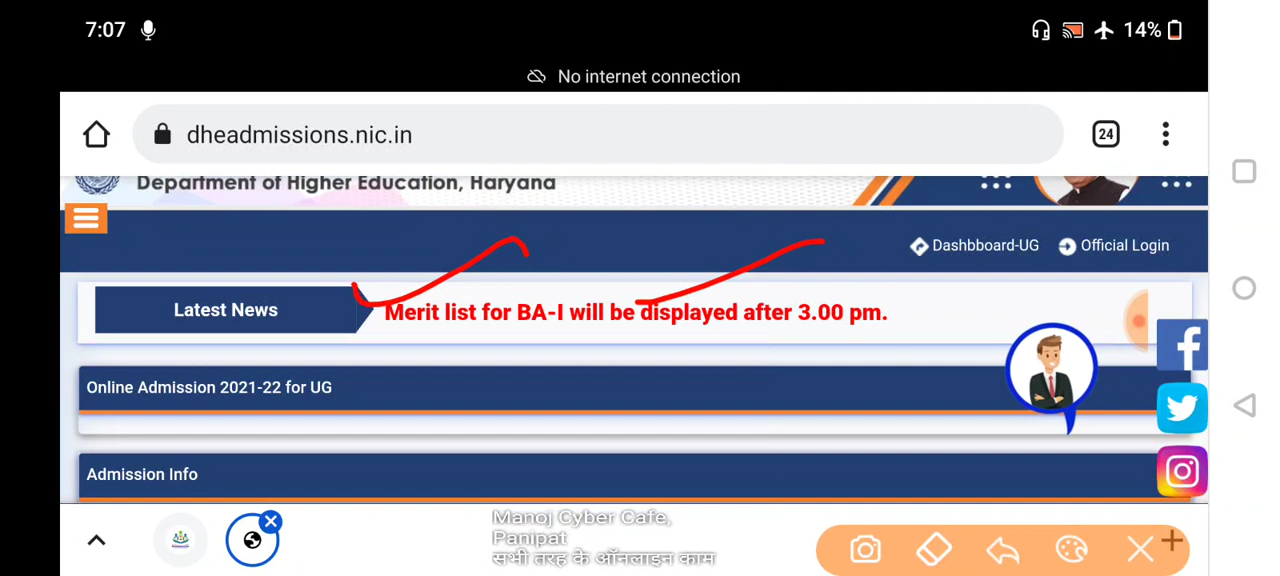 7:07
14%
No internet connection
dheadmissions.nic.in
24
Department of Higher Education, Haryana
Dashbboard-UG
Official Login
Latest News
Merit list for BA-I will be displayed after 3.00 pm.
Online Admission 2021-22 for UG
Admission Info
Manoj Cyber Cafe,
Panipat
सभी तरह के ऑनलाइन काम